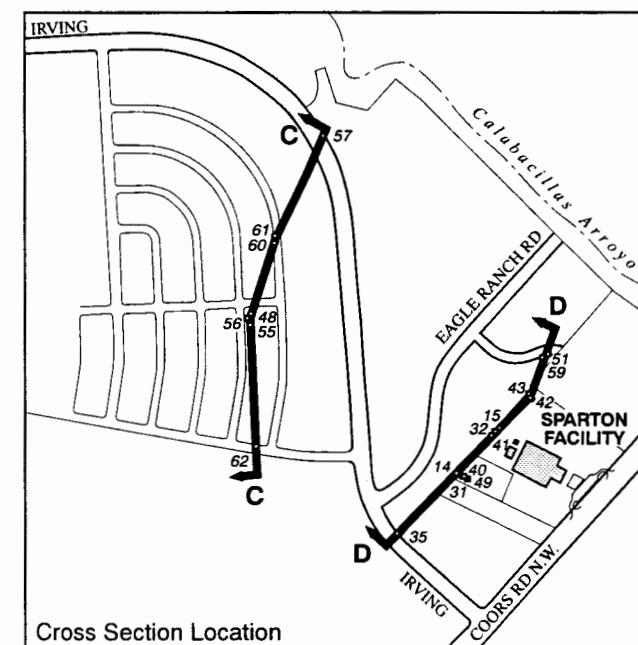 IRVING
C
57
Calabacillas Arroyo
61
60
EAGLE RANCH RD
D
48
56
55
51
59
43
42
SPARTON
FACILITY
15
32
41
14
40
49
31
62
C
35
D
IRVING
COORS RD N.W.
Cross Section Location